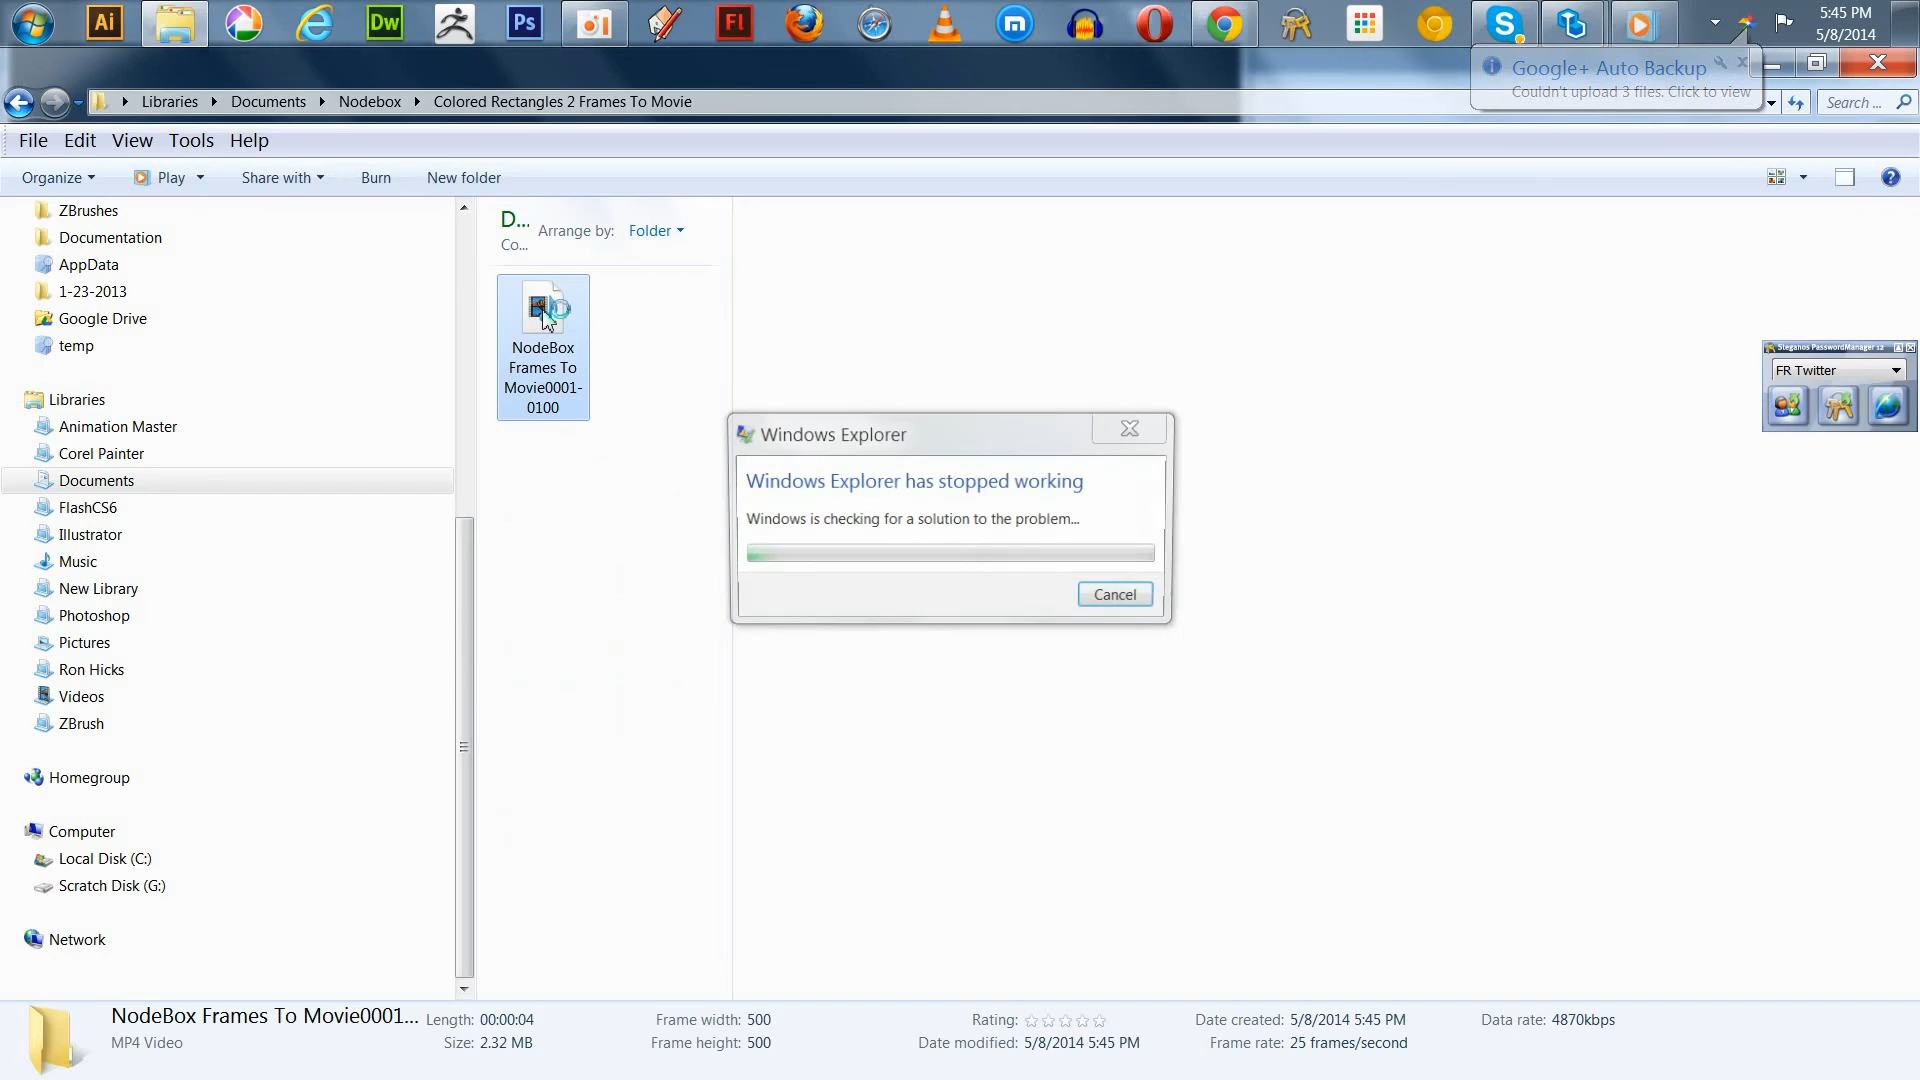 Ai
Dw
Ps
Fl
5:45 PM
5/8/2014
Google+ Auto Backup
Couldn't upload 3 files. Click to view
Libraries
Documents
Nodebox
Colored Rectangles 2 Frames To Movie
Search ...
File
Edit
View
Tools
Help
Organize
Play
Share with
Burn
New folder
ZBrushes
Documentation
AppData
1-23-2013
Google Drive
temp
Libraries
Animation Master
Corel Painter
Documents
FlashCS6
Illustrator
Music
New Library
Photoshop
Pictures
Ron Hicks
Videos
ZBrush
Homegroup
Computer
Local Disk (C:)
Scratch Disk (G:)
Network
D...
Co...
Arrange by:
Folder
NodeBox
Frames To
Movie0001-
0100
Windows Explorer
Windows Explorer has stopped working
Windows is checking for a solution to the problem...
Cancel
Steganos PasswordManager 12
FR Twitter
NodeBox Frames To Movie0001...
MP4 Video
Length: 00:00:04
Size: 2.32 MB
Frame width: 500
Frame height: 500
Rating:
Date modified: 5/8/2014 5:45 PM
Date created: 5/8/2014 5:45 PM
Frame rate: 25 frames/second
Data rate: 4870kbps